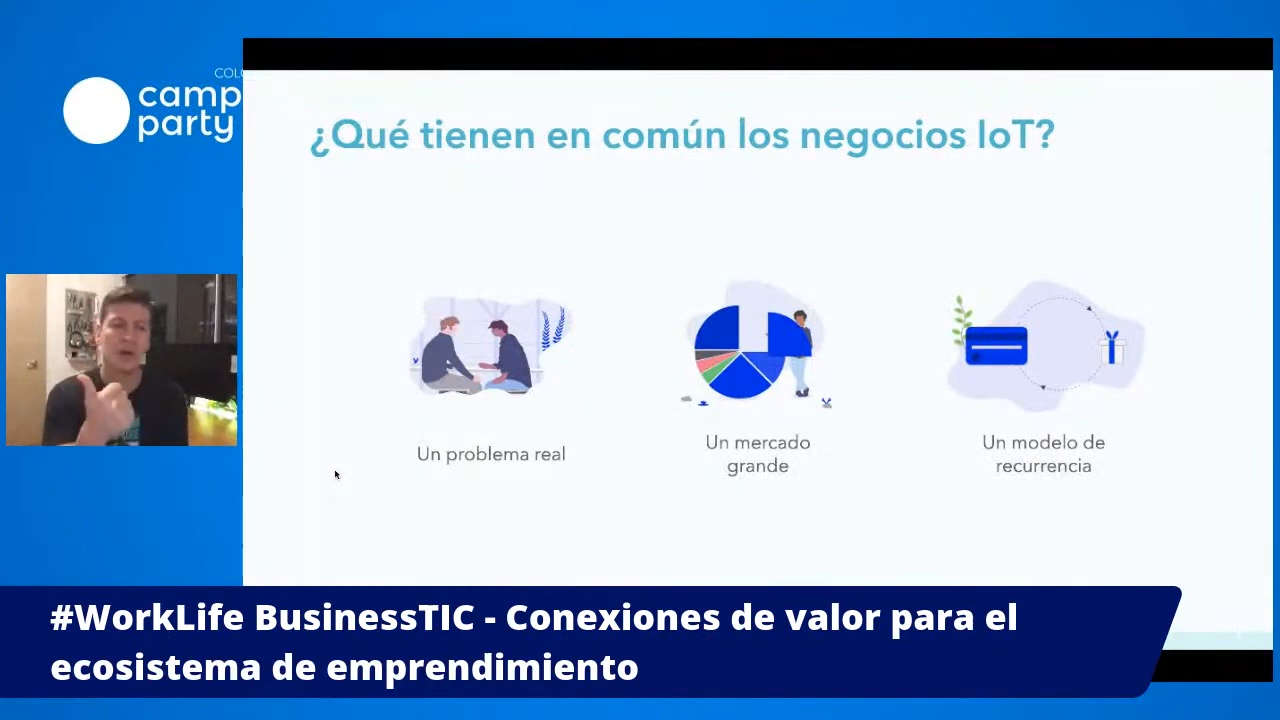 camp
party
¿Qué tienen en común los negocios IoT?
Un problema real
Un mercado
grande
Un modelo de
recurrencia
#WorkLife BusinessTIC - Conexiones de valor para el
ecosistema de emprendimiento